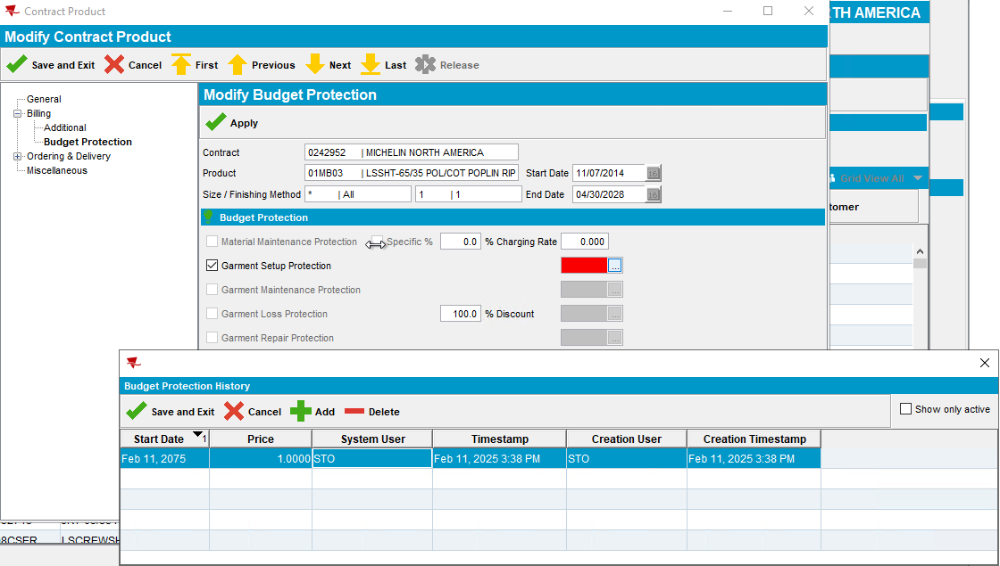 Contract Product
TH AMERICA
Modify Contract Product
Save and Exit Cancel First Previous Next Last Release
General
Billing
Additional
Budget Protection
Ordering & Delivery
Miscellaneous
Modify Budget Protection
Apply
Contract 0242952 | MICHELIN NORTH AMERICA
Product 01MB03 | LSSHT-65/35 POL/COT POPLIN RIP Start Date 11/07/2014 16
Size / Finishing Method * | All 1 | 1 End Date 04/30/2028 16
Grid View All
tomer
Budget Protection
Material Maintenance Protection Specific % 0.0 % Charging Rate 0.000
Garment Setup Protection ...
Garment Maintenance Protection ...
Garment Loss Protection 100.0 % Discount ...
Garment Repair Protection ...
Budget Protection History
Save and Exit Cancel Add Delete Show only active
Start Date 1 Price System User Timestamp Creation User Creation Timestamp
Feb 11, 2075 1.0000 STO Feb 11, 2025 3:38 PM STO Feb 11, 2025 3:38 PM
8CSER LSCREWSH